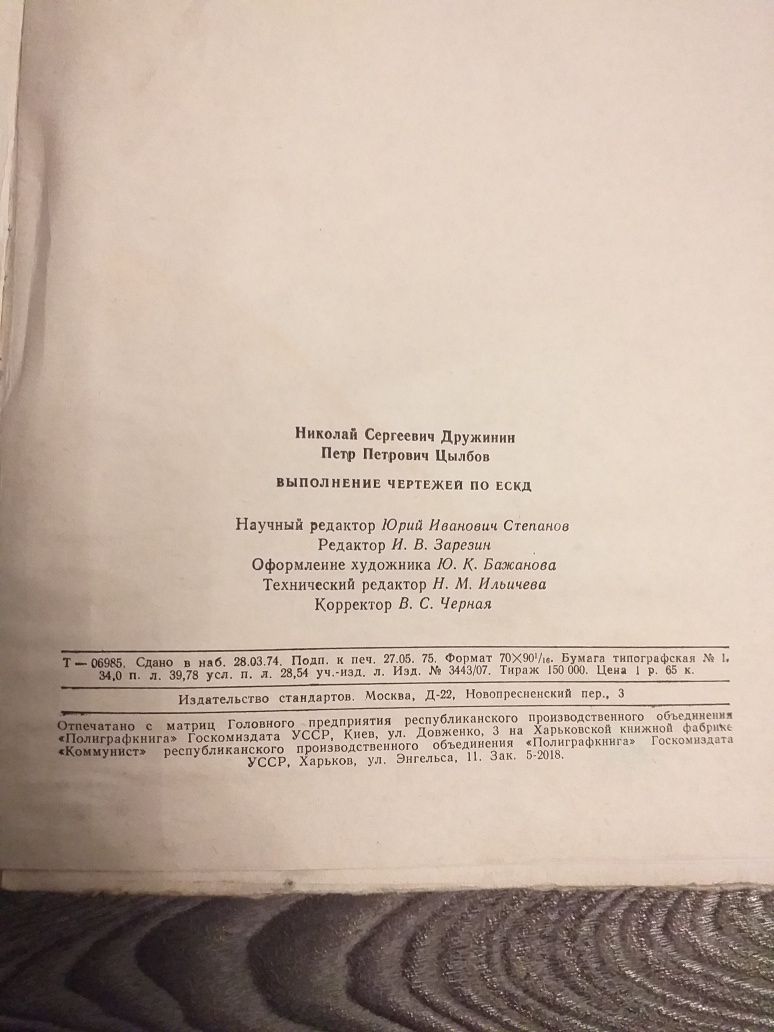 Николай Сергеевич Дружинин
Петр Петрович Цылбов
ВЫПОЛНЕНИЕ ЧЕРТЕЖЕЙ ПО ЕСКД
Научный редактор Юрий Иванович Степанов
Редактор И. В. Зарезин
Оформление художника Ю. К. Бажанова
Технический редактор Н. М. Ильичева
Корректор В. С. Черная
Т — 06985. Сдано в наб. 28.03.74. Подп. к печ. 27.05. 75. Формат 70×90¹/₁₆. Бумага типографская № 1.
34,0 п. л. 39,78 усл. п. л. 28,54 уч.-изд. л. Изд. № 3443/07. Тираж 150 000. Цена 1 р. 65 к.
Издательство стандартов. Москва, Д-22, Новопресненский пер., 3
Отпечатано с матриц Головного предприятия республиканского производственного объединения
«Полиграфкнига» Госкомиздата УССР, Киев, ул. Довженко, 3 на Харьковской книжной фабрике
«Коммунист» республиканского производственного объединения «Полиграфкнига» Госкомиздата
УССР, Харьков, ул. Энгельса, 11. Зак. 5-2018.